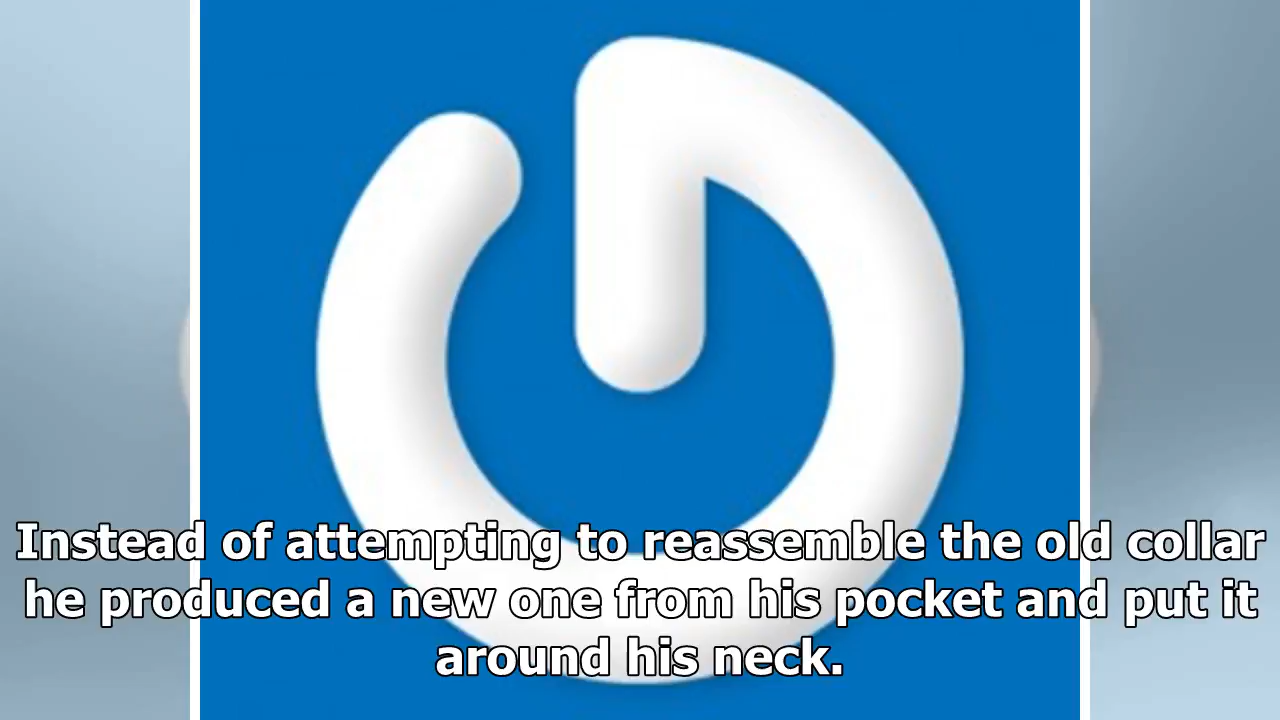 Instead of attempting to reassemble the old collar
he produced a new one from his pocket and put it
around his neck.